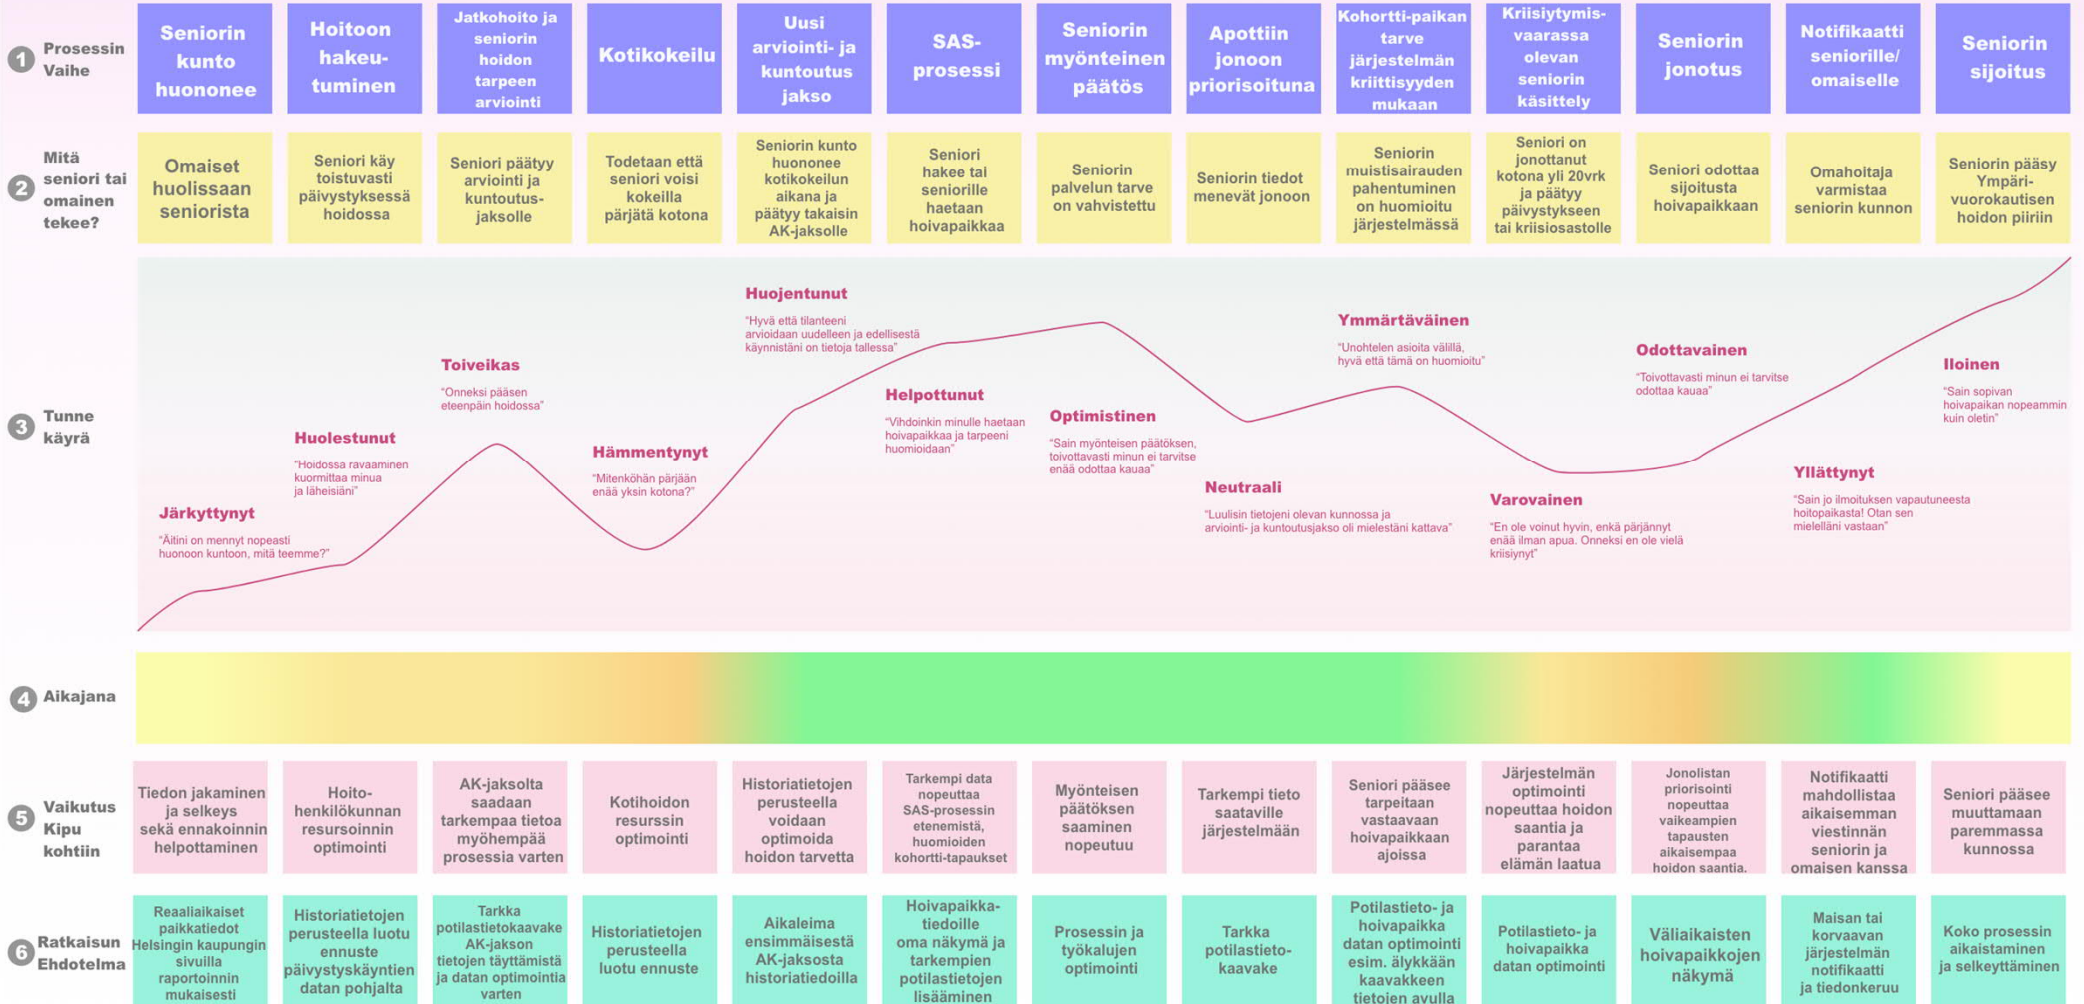 1
Prosessin
Vaihe
Seniorin
kunto
huononee
Hoitoon
hakeu-
tuminen
Jatkohoito ja
seniorin
hoidon
tarpeen
arviointi
Kotikokeilu
Uusi
arviointi- ja
kuntoutus
jakso
SAS-
prosessi
Seniorin
myönteinen
päätös
Apottiin
jonoon
priorisoituna
Kohortti-paikan
tarve
järjestelmän
kriittisyyden
mukaan
Kriisiytymis-
vaarassa
olevan
seniorin
käsittely
Seniorin
jonotus
Notifikaatti
seniorille/
omaiselle
Seniorin
sijoitus
2
Mitä
seniori tai
omainen
tekee?
Omaiset
huolissaan
seniorista
Seniori käy
toistuvasti
päivystyksessä
hoidossa
Seniori päätyy
arviointi ja
kuntoutus-
jaksolle
Todetaan että
seniori voisi
kokeilla
pärjätä kotona
Seniorin kunto
huononee
kotikokeilun
aikana ja
päätyy takaisin
AK-jaksolle
Seniori
hakee tai
seniorille
haetaan
hoivapaikkaa
Seniorin
palvelun tarve
on vahvistettu
Seniorin tiedot
menevät jonoon
Seniorin
muistisairauden
pahentuminen
on huomioitu
järjestelmässä
Seniori on
jonottanut
kotona yli 20vrk
ja päätyy
päivystykseen
tai kriisiosastolle
Seniori odottaa
sijoitusta
hoivapaikkaan
Omahoitaja
varmistaa
seniorin kunnon
Seniorin pääsy
Ympäri-
vuorokautisen
hoidon piiriin
3
Tunne
käyrä
Järkyttynyt
"Äitini on mennyt nopeasti
huonoon kuntoon, mitä teemme?"
Huolestunut
"Hoidossa ravaaminen
kuormittaa minua
ja läheisiäni"
Toiveikas
"Onneksi pääsen
eteenpäin hoidossa"
Hämmentynyt
"Mitenköhän pärjään
enää yksin kotona?"
Huojentunut
"Hyvä että tilanteeni
arvioidaan uudelleen ja edellisestä
käynnistäni on tietoja tallessa"
Helpottunut
"Vihdoinkin minulle haetaan
hoivapaikkaa ja tarpeeni
huomioidaan"
Optimistinen
"Sain myönteisen päätöksen,
toivottavasti minun ei tarvitse
enää odottaa kauaa"
Neutraali
"Luulisin tietojeni olevan kunnossa ja
arviointi- ja kuntoutusjakso oli mielestäni kattava"
Ymmärtäväinen
"Unohtelen asioita välillä,
hyvä että tämä on huomioitu"
Varovainen
"En ole voinut hyvin, enkä pärjännyt
enää ilman apua. Onneksi en ole vielä
kriisiynyt"
Odottavainen
"Toivottavasti minun ei tarvitse
odottaa kauaa"
Yllättynyt
"Sain jo ilmoituksen vapautuneesta
hoitopaikasta! Otan sen
mielelläni vastaan"
Iloinen
"Sain sopivan
hoivapaikan nopeammin
kuin oletin"
4
Aikajana
5
Vaikutus
Kipu
kohtiin
Tiedon jakaminen
ja selkeys
sekä ennakoinnin
helpottaminen
Hoito-
henkilökunnan
resursoinnin
optimointi
AK-jaksolta
saadaan
tarkempaa tietoa
myöhempää
prosessia varten
Kotihoidon
resurssin
optimointi
Historiatietojen
perusteella
voidaan
optimoida
hoidon tarvetta
Tarkempi data
nopeuttaa
SAS-prosessin
etenemistä,
huomioiden
kohortti-tapaukset
Myönteisen
päätöksen
saaminen
nopeutuu
Tarkempi tieto
saataville
järjestelmään
Seniori pääsee
tarpeitaan
vastaavaan
hoivapaikkaan
ajoissa
Järjestelmän
optimointi
nopeuttaa hoidon
saantia ja
parantaa
elämän laatua
Jonolistan
priorisointi
nopeuttaa
vaikeampien
tapausten
aikaisempaa
hoidon saantia.
Notifikaatti
mahdollistaa
aikaisemman
viestinnän
seniorin ja
omaisen kanssa
Seniori pääsee
muuttamaan
paremmassa
kunnossa
6
Ratkaisun
Ehdotelma
Reaaliaikaiset
paikkatiedot
Helsingin kaupungin
sivuilla
raportoinnin
mukaisesti
Historiatietojen
perusteella luotu
ennuste
päivystyskäyntien
datan pohjalta
Tarkka
potilastietokaavake
AK-jakson
tietojen täyttämistä
ja datan optimointia
varten
Historiatietojen
perusteella
luotu ennuste
Aikaleima
ensimmäisestä
AK-jaksosta
historiatiedoilla
Hoivapaikka-
tiedoille
oma näkymä ja
tarkempien
potilastietojen
lisääminen
Prosessin ja
työkalujen
optimointi
Tarkka
potilastieto-
kaavake
Potilastieto- ja
hoivapaikka
datan optimointi
esim. älykkään
kaavakkeen
tietojen avulla
Potilastieto- ja
hoivapaikka
datan optimointi
Väliaikaisten
hoivapaikkojen
näkymä
Maisan tai
korvaavan
järjestelmän
notifikaatti
ja tiedonkeruu
Koko prosessin
aikaistaminen
ja selkeyttäminen